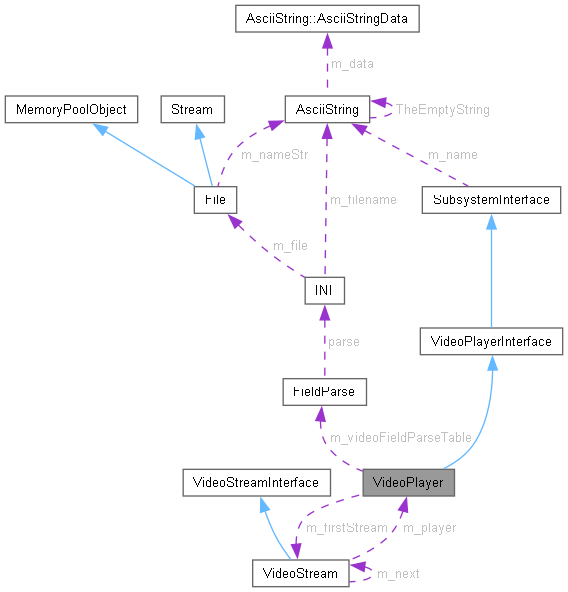 AsciiString::AsciiStringData
m_data
MemoryPoolObject
Stream
AsciiString
TheEmptyString
m_nameStr
m_name
File
m_filename
SubsystemInterface
m_file
INI
parse
VideoPlayerInterface
FieldParse
m_videoFieldParseTable
VideoStreamInterface
VideoPlayer
m_firstStream
m_player
VideoStream
m_next